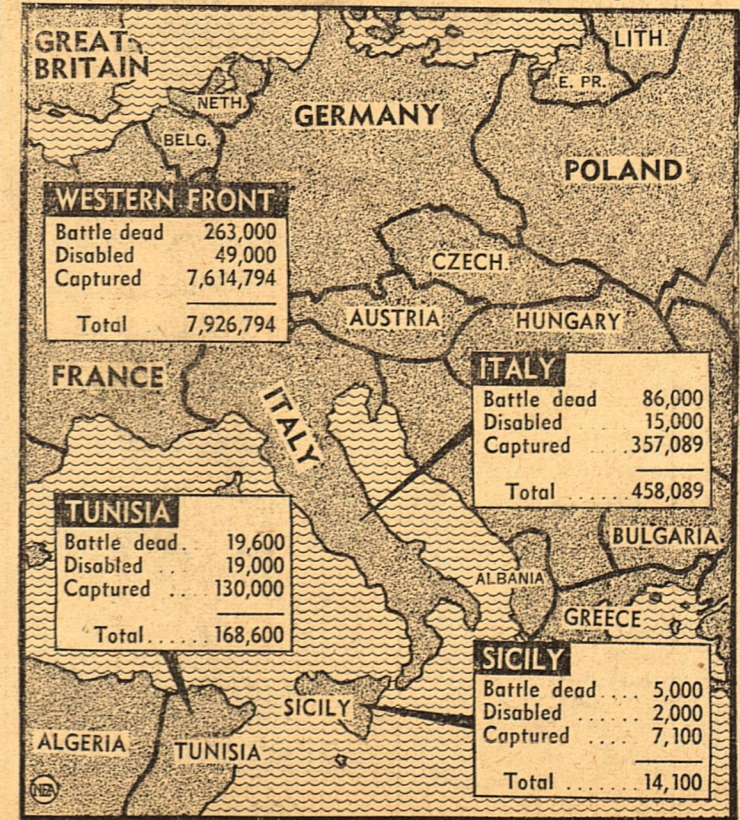 GREAT
BRITAIN
NETH.
BELG.
GERMANY
LITH.
E. PR.
POLAND
WESTERN FRONT
Battle dead 263,000
Disabled 49,000
Captured 7,614,794
Total 7,926,794
CZECH.
AUSTRIA
HUNGARY
FRANCE
ITALY
ITALY
Battle dead 86,000
Disabled 15,000
Captured ....357,089
Total ......458,089
TUNISIA
Battle dead. 19,600
Disabled ... 19,000
Captured .... 130,000
Total...... 168,600
BULGARIA
ALBANIA
GREECE
SICILY
Battle dead.... 5,000
Disabled ...... 2,000
Captured ..... 7,100
Total ...... 14,100
SICILY
ALGERIA
TUNISIA
NEA